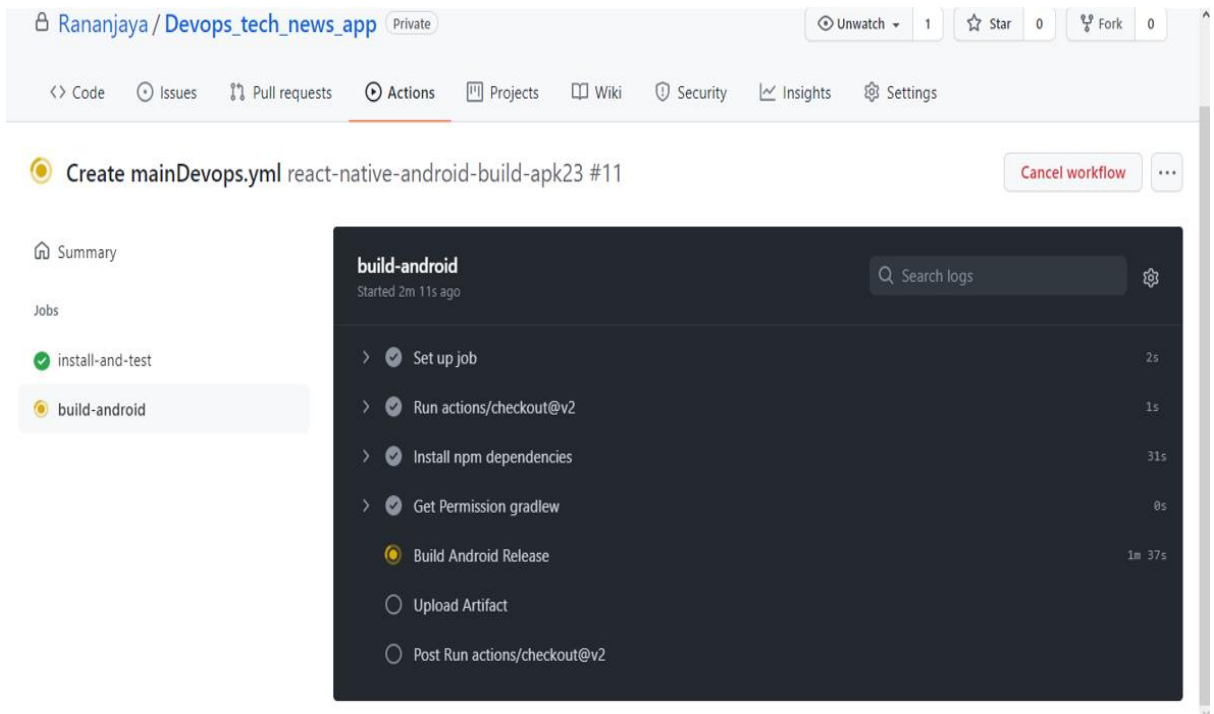 Rananjaya / Devops_tech_news_app Private Unwatch 1 Star 0 Fork 0
<> Code Issues Pull requests Actions Projects Wiki Security Insights Settings
Create mainDevops.yml react-native-android-build-apk23 #11 Cancel workflow ...
Summary
Jobs
install-and-test
build-android
build-android Search logs
Started 2m 11s ago
Set up job 2s
Run actions/checkout@v2 1s
Install npm dependencies 31s
Get Permission gradlew 0s
Build Android Release 1m 37s
Upload Artifact
Post Run actions/checkout@v2